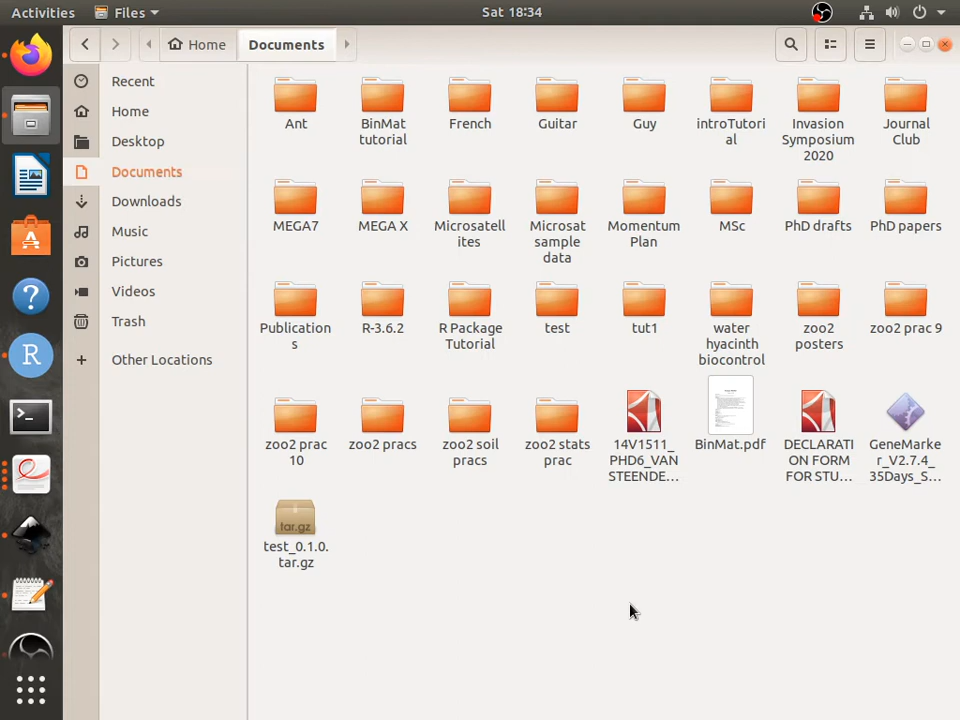 Activities Files Sat 18:34
Home Documents
Recent
Home
Desktop
Documents
Downloads
Music
Pictures
Videos
Trash
Other Locations
Ant
BinMat
tutorial
French
Guitar
Guy
introTutori
al
Invasion
Symposium
2020
Journal
Club
MEGA7
MEGA X
Microsatell
ites
Microsat
sample
data
Momentum
Plan
MSc
PhD drafts
PhD papers
Publication
s
R-3.6.2
R Package
Tutorial
test
tut1
water
hyacinth
biocontrol
zoo2
posters
zoo2 prac 9
zoo2 prac
10
zoo2 pracs
zoo2 soil
pracs
zoo2 stats
prac
14V1511_
PHD6_VAN
STEENDE...
BinMat.pdf
DECLARATI
ON FORM
FOR STU...
GeneMarke
r_V2.7.4_
35Days_S...
tar.gz
test_0.1.0.
tar.gz